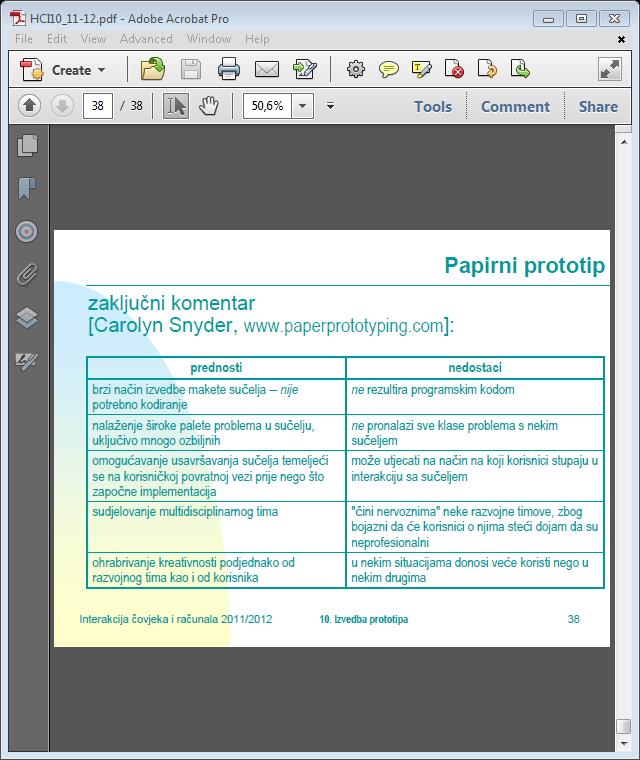 HCI10_11-12.pdf - Adobe Acrobat Pro
File Edit View Advanced Window Help
Create
38 / 38 50,6% Tools Comment Share
Papirni prototip
zaključni komentar
[Carolyn Snyder, www.paperprototyping.com]:
prednosti nedostaci
brzi način izvedbe makete sučelja – nije
potrebno kodiranje
ne rezultira programskim kodom
nalaženje široke palete problema u sučelju,
uključivo mnogo ozbiljnih
ne pronalazi sve klase problema s nekim
sučeljem
omogućavanje usavršavanja sučelja temeljeći
se na korisničkoj povratnoj vezi prije nego što
započne implementacija
može utjecati na način na koji korisnici stupaju u
interakciju sa sučeljem
sudjelovanje multidisciplinarnog tima
"čini nervoznima" neke razvojne timove, zbog
bojazni da će korisnici o njima steći dojam da su
neprofesionalni
ohrabrivanje kreativnosti podjednako od
razvojnog tima kao i od korisnika
u nekim situacijama donosi veće koristi nego u
nekim drugima
Interakcija čovjeka i računala 2011/2012 10. Izvedba prototipa 38